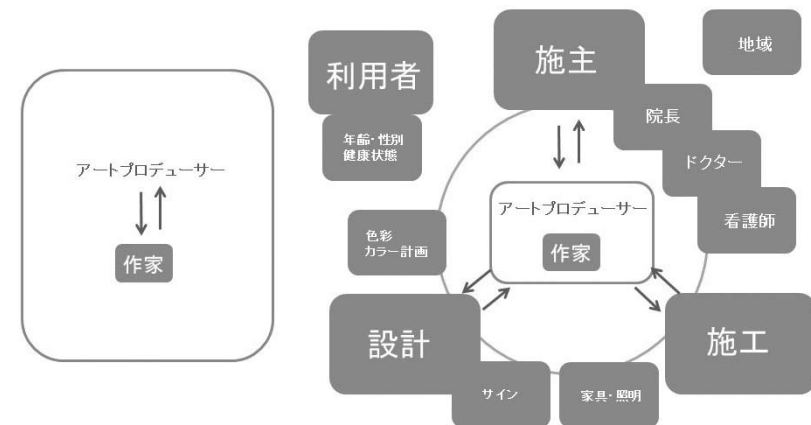 アートプロデューサー
作家
利用者
年齢・性別
健康状態
施主
地域
院長
ドクター
看護師
アートプロデューサー
作家
色彩
カラー計画
設計
施工
サイン
家具・照明